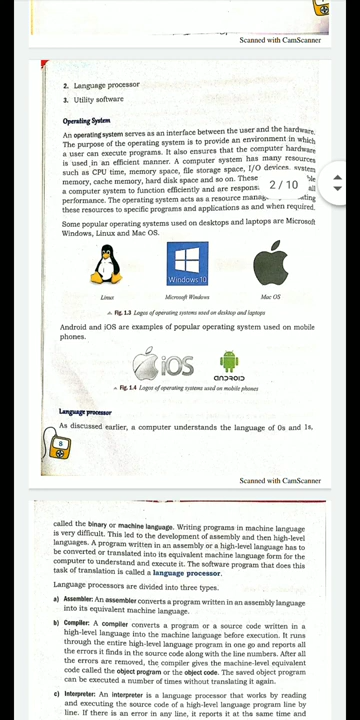 Scanned with CamScanner
2. Language processor
3. Utility software
Operating System
An operating system serves as an interface between the user and the hardware.
The purpose of the operating system is to provide an environment in which
a user can execute programs. It also ensures that the computer hardware
is used in an efficient manner. A computer system has many resources
such as CPU time, memory space, file storage space, I/O devices, system
memory, cache memory, hard disk space and so on. These
a computer system to function efficiently and are 2 / 10 all
performance. The operating system acts as a resource
these resources to specific programs and applications as and when required.
Some popular operating systems used on desktops and laptops are Microsoft
Windows, Linux and Mac OS.
Windows 10
Linux Microsoft Windows Mac OS
Fig. 1.3 Logos of operating systems used on desktop and laptops
Android and iOS are examples of popular operating system used on mobile
phones.
iOS
ANDROID
Fig. 1.4 Logos of operating systems used on mobile phones
Language processor
As discussed earlier, a computer understands the language of 0s and 1s,
8
Scanned with CamScanner
called the binary or machine language. Writing programs in machine language
is very difficult. This led to the development of assembly and then high-level
languages. A program written in an assembly or a high-level language has to
be converted or translated into its equivalent machine language form for the
computer to understand and execute it. The software program that does this
task of translation is called a language processor.
Language processors are divided into three types.
a) Assembler: An assembler converts a program written in an assembly language
into its equivalent machine language.
b) Compiler: A compiler converts a program or a source code written in a
high-level language into the machine language before execution. It runs
through the entire high-level language program in one go and reports all
the errors it finds in the source code along with the line numbers. After all
the errors are removed, the compiler gives the machine-level equivalent
code called the object program or the object code. The saved object program
can be executed a number of times without translating it again.
c) Interpreter: An interpreter is a language processor that works by reading
and executing the source code of a high-level language program line by
line. If there is an error in any line, it reports it at the same time and